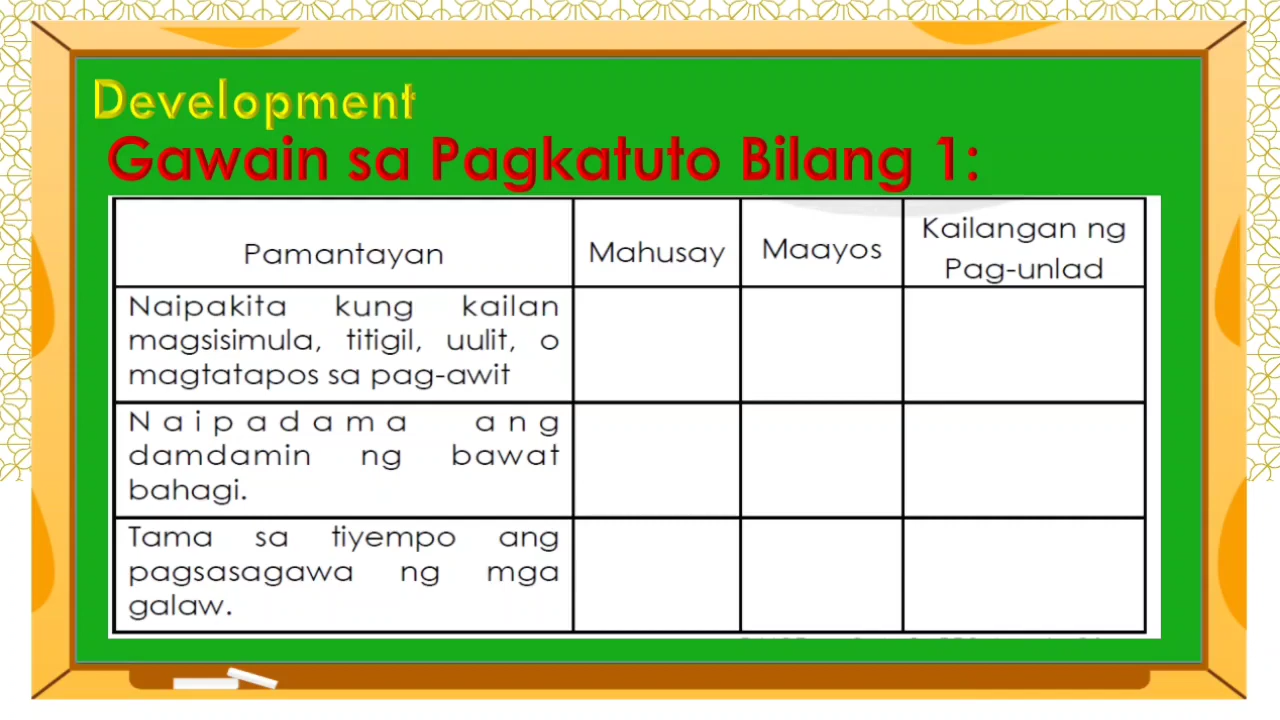 Development
Gawain sa Pagkatuto Bilang 1:
Pamantayan
Mahusay
Maayos
Kailangan ng
Pag-unlad
Naipakita kung kailan
magsisimula, titigil, uulit, o
magtatapos sa pag-awit
Naipadama ang
damdamin ng bawat
bahagi.
Tama sa tiyempo ang
pagsasagawa ng mga
galaw.